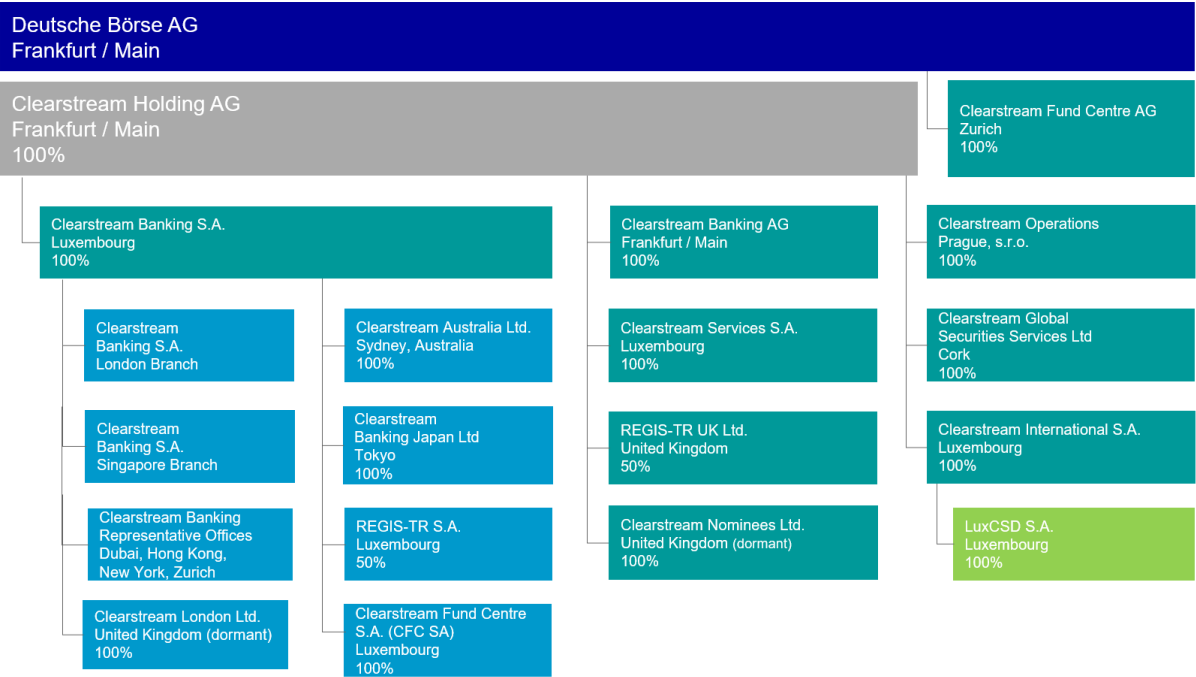 Deutsche Börse AG
Frankfurt / Main
Clearstream Holding AG
Frankfurt / Main
100%
Clearstream Fund Centre AG
Zurich
100%
Clearstream Banking S.A.
Luxembourg
100%
Clearstream Banking AG
Frankfurt / Main
100%
Clearstream Operations
Prague, s.r.o.
100%
Clearstream
Banking S.A.
London Branch
Clearstream Australia Ltd.
Sydney, Australia
100%
Clearstream Services S.A.
Luxembourg
100%
Clearstream Global
Securities Services Ltd
Cork
100%
Clearstream
Banking S.A.
Singapore Branch
Clearstream
Banking Japan Ltd
Tokyo
100%
REGIS-TR UK Ltd.
United Kingdom
50%
Clearstream International S.A.
Luxembourg
100%
Clearstream Banking
Representative Offices
Dubai, Hong Kong,
New York, Zurich
REGIS-TR S.A.
Luxembourg
50%
Clearstream Nominees Ltd.
United Kingdom (dormant)
100%
LuxCSD S.A.
Luxembourg
100%
Clearstream London Ltd.
United Kingdom (dormant)
100%
Clearstream Fund Centre
S.A. (CFC SA)
Luxembourg
100%